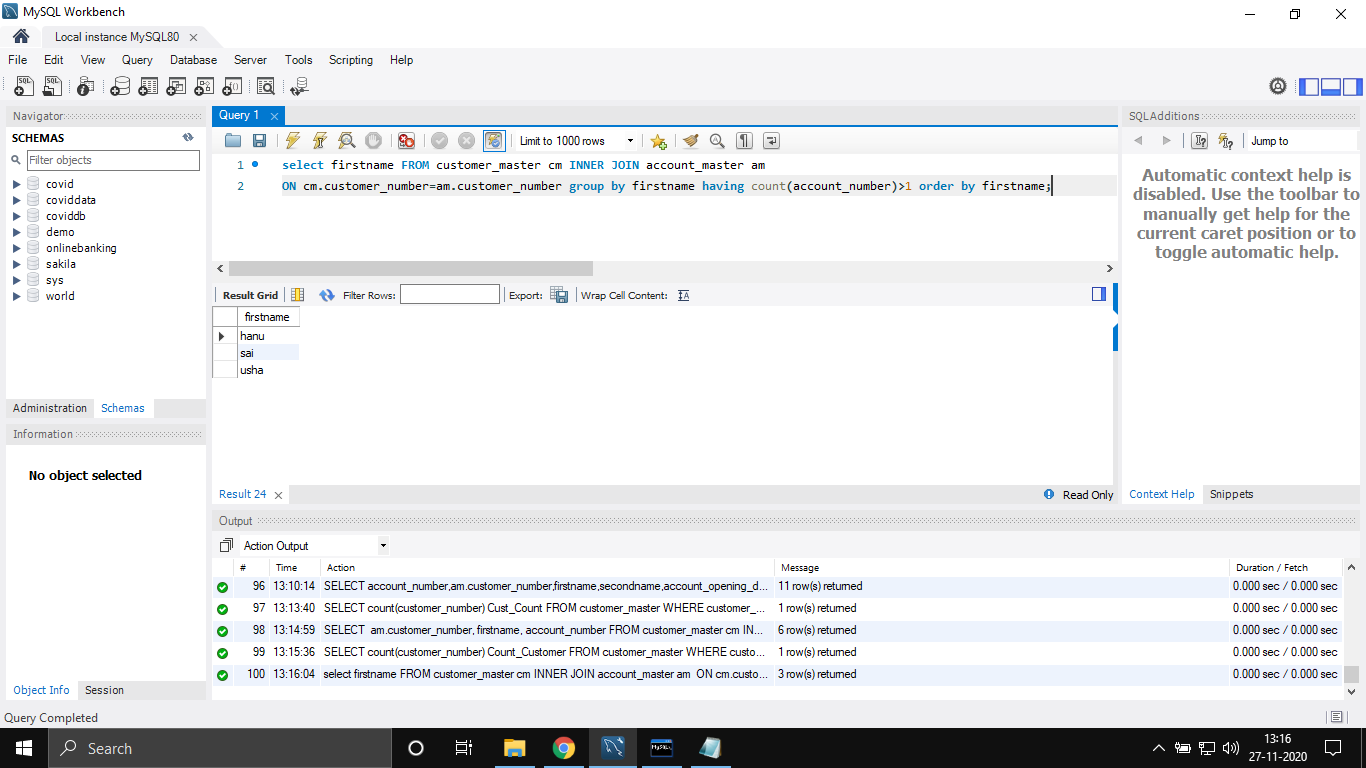 MySQL Workbench
Local instance MySQL80
File Edit View Query Database Server Tools Scripting Help
Navigator
SCHEMAS
Filter objects
covid
coviddata
coviddb
demo
onlinebanking
sakila
sys
world
Administration Schemas
Information
No object selected
Object Info Session
Query 1
Limit to 1000 rows
1 select firstname FROM customer_master cm INNER JOIN account_master am
2 ON cm.customer_number=am.customer_number group by firstname having count(account_number)>1 order by firstname;
Result Grid Filter Rows: Export: Wrap Cell Content:
firstname
hanu
sai
usha
Result 24 Read Only
SQLAdditions
Jump to
Automatic context help is
disabled. Use the toolbar to
manually get help for the
current caret position or to
toggle automatic help.
Context Help Snippets
Output
Action Output
# Time Action Message Duration / Fetch
96 13:10:14 SELECT account_number,am.customer_number,firstname,secondname,account_opening_d... 11 row(s) returned 0.000 sec / 0.000 sec
97 13:13:40 SELECT count(customer_number) Cust_Count FROM customer_master WHERE customer_... 1 row(s) returned 0.000 sec / 0.000 sec
98 13:14:59 SELECT am.customer_number, firstname, account_number FROM customer_master cm IN... 6 row(s) returned 0.000 sec / 0.000 sec
99 13:15:36 SELECT count(customer_number) Count_Customer FROM customer_master WHERE custo... 1 row(s) returned 0.000 sec / 0.000 sec
100 13:16:04 select firstname FROM customer_master cm INNER JOIN account_master am ON cm.custo... 3 row(s) returned 0.000 sec / 0.000 sec
Query Completed
Search
13:16
27-11-2020